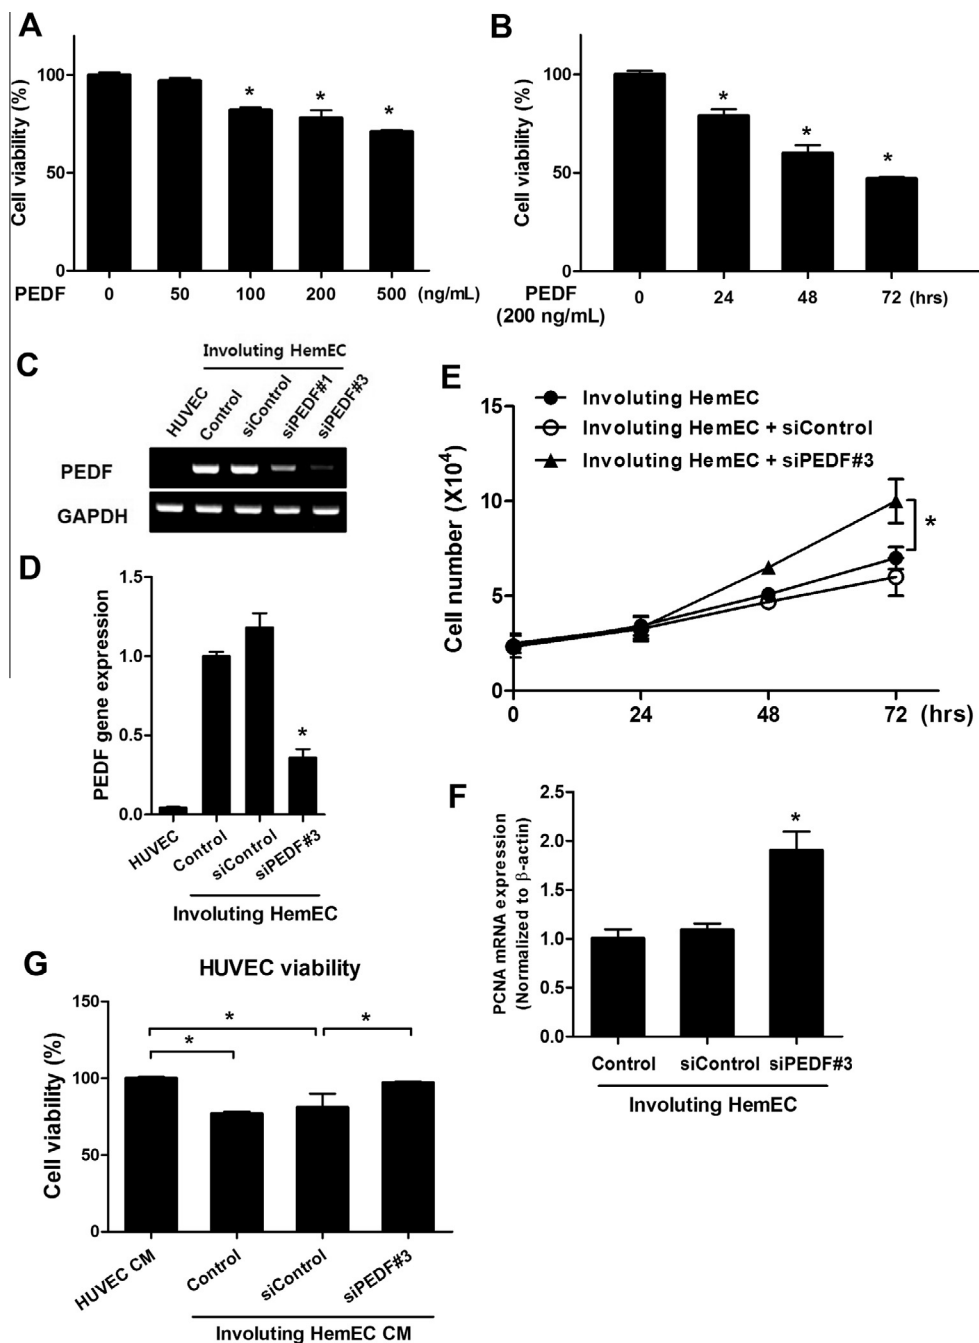 A
Cell viability (%)
100
50
0
*
*
*
PEDF 0 50 100 200 500 (ng/mL)
B
Cell viability (%)
100
50
0
*
*
*
PEDF 0 24 48 72 (hrs)
(200 ng/mL)
C
Involuting HemEC
HUVEC
Control
siControl
siPEDF#1
siPEDF#3
PEDF
GAPDH
D
PEDF gene expression
1.5
1.0
0.5
0.0
*
HUVEC
Control
siControl
siPEDF#3
Involuting HemEC
E
Involuting HemEC
Involuting HemEC + siControl
Involuting HemEC + siPEDF#3
Cell number (X10⁴)
15
10
5
0
*
0 24 48 72 (hrs)
F
PCNA mRNA expression
(Normalized to β-actin)
2.5
2.0
1.5
1.0
0.5
0.0
*
Control siControl siPEDF#3
Involuting HemEC
G
HUVEC viability
Cell viability (%)
150
100
50
0
*
*
*
HUVEC CM
Control
siControl
siPEDF#3
Involuting HemEC CM